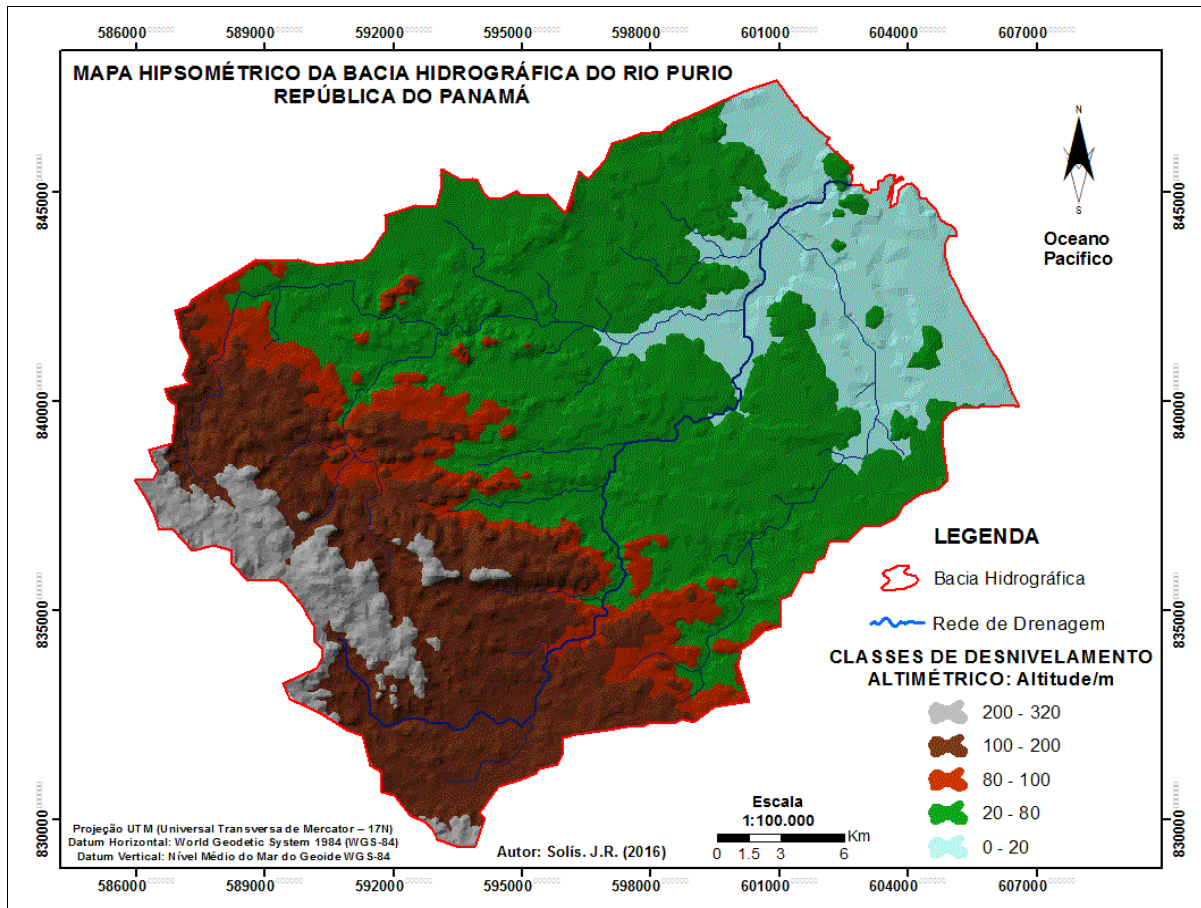 586000 589000 592000 595000 598000 601000 604000 607000
MAPA HIPSOMÉTRICO DA BACIA HIDROGRÁFICA DO RIO PURIO
REPÚBLICA DO PANAMÁ
N
S
845000 845000
Oceano
Pacífico
840000 840000
LEGENDA
Bacia Hidrográfica
835000 835000
Rede de Drenagem
CLASSES DE DESNIVELAMENTO
ALTIMÉTRICO: Altitude/m
200 - 320
100 - 200
80 - 100
20 - 80
0 - 20
830000 830000
Escala
1:100.000
Km
0 1.5 3 6
Projeção UTM (Universal Transversa de Mercator – 17N)
Datum Horizontal: World Geodetic System 1984 (WGS-84)
Datum Vertical: Nível Médio do Mar do Geoide WGS-84
Autor: Solís. J.R. (2016)
586000 589000 592000 595000 598000 601000 604000 607000